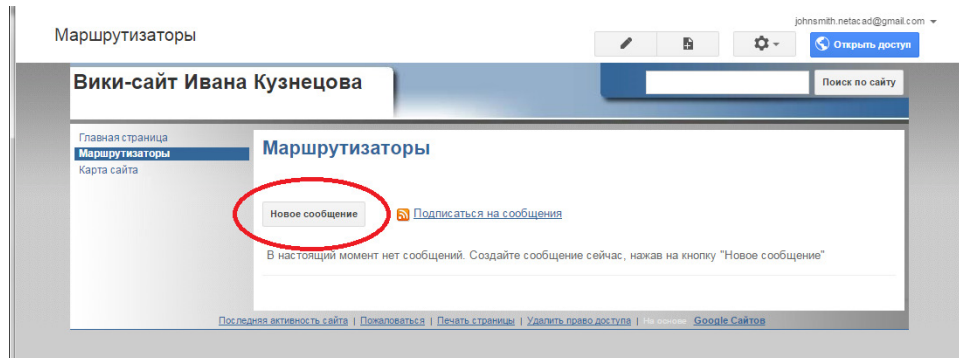 johnsmith.netacad@gmail.com
Маршрутизаторы
Открыть доступ
Вики-сайт Ивана Кузнецова
Поиск по сайту
Главная страница
Маршрутизаторы
Карта сайта
Маршрутизаторы
Новое сообщение
Подписаться на сообщения
В настоящий момент нет сообщений. Создайте сообщение сейчас, нажав на кнопку "Новое сообщение"
Последняя активность сайта | Пожаловаться | Печать страницы | Удалить право доступа | На основе Google Сайтов